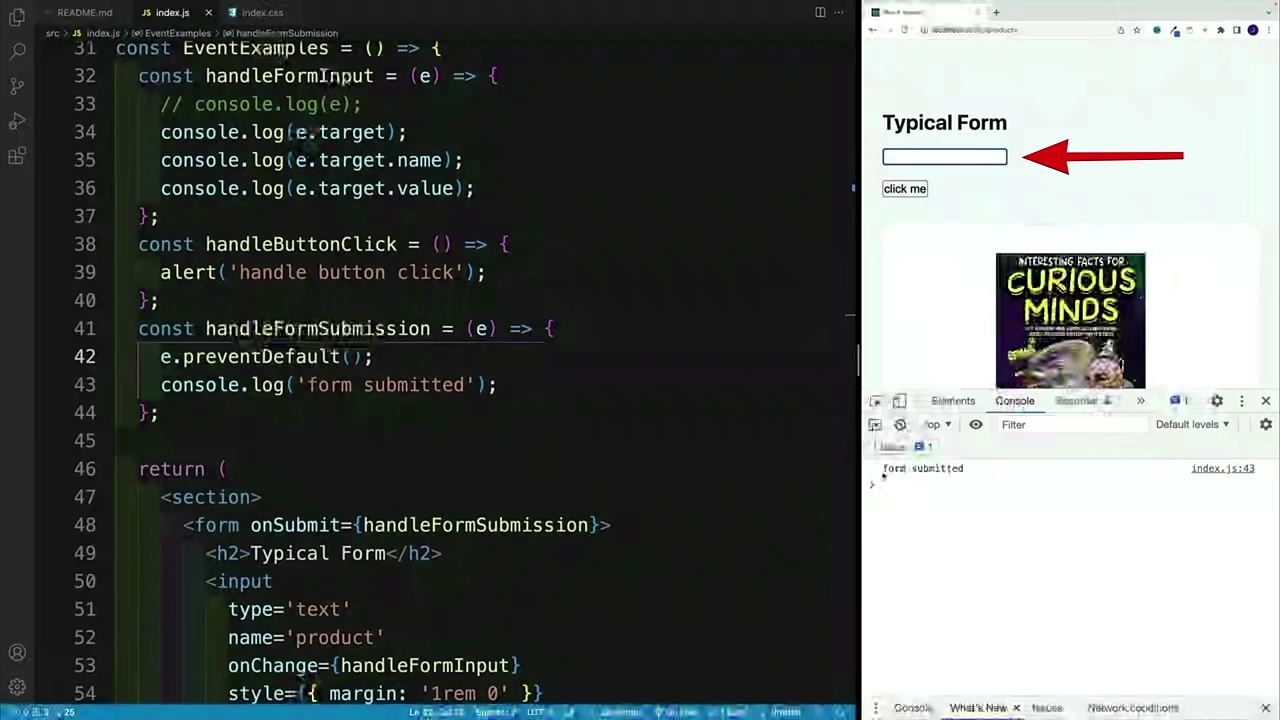 README.md
index.js
index.css
src > index.js > EventExamples > handleFormSubmission
31 const EventExamples = () => {
32 const handleFormInput = (e) => {
33 // console.log(e);
34 console.log(e.target);
35 console.log(e.target.name);
36 console.log(e.target.value);
37 };
38 const handleButtonClick = () => {
39 alert('handle button click');
40 };
41 const handleFormSubmission = (e) => {
42 e.preventDefault();
43 console.log('form submitted');
44 };
45
46 return (
47 <section>
48 <form onSubmit={handleFormSubmission}>
49 <h2>Typical Form</h2>
50 <input
51 type='text'
52 name='product'
53 onChange={handleFormInput}
54 style={{ margin: '1rem 0' }}
25
Typical Form
click me
INTERESTING FACTS FOR
CURIOUS
MINDS
Elements Console
1
top
Filter
Default levels
1
form submitted index.js:43
Console What's New Issues Network conditions